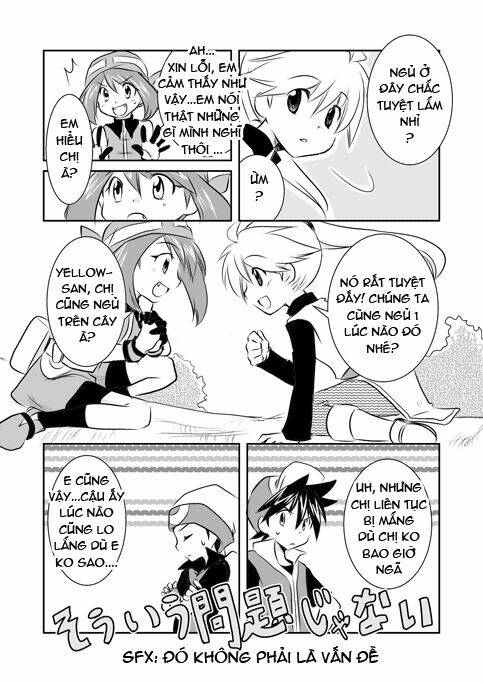 NGỦ Ở
ĐÂY CHẮC
TUYỆT LẮM
NHỈ ?
ỪM ?
AH...
XIN LỖI, EM
CẢM THẤY NHƯ
VẬY...EM NÓI
THẬT NHỮNG
GÌ MÌNH NGHĨ
THÔI ...
EM
HIỂU CHỊ
À?
NÓ RẤT TUYỆT
ĐẤY! CHÚNG TA
CÙNG NGỦ 1
LÚC NÀO ĐÓ
NHÉ?
YELLOW-
SAN, CHỊ
CŨNG NGỦ
TRÊN CÂY
À?
UH, NHƯNG
CHỊ LIÊN TỤC
BỊ MẮNG
DÙ CHỊ KO
BAO GIỜ
NGÃ
E CŨNG
VẬY...CẬU ẤY
LÚC NÀO
CŨNG LO
LẮNG DÙ E
KO SAO....
そういう問題じゃない
SFX: ĐÓ KHÔNG PHẢI LÀ VẤN ĐỀ